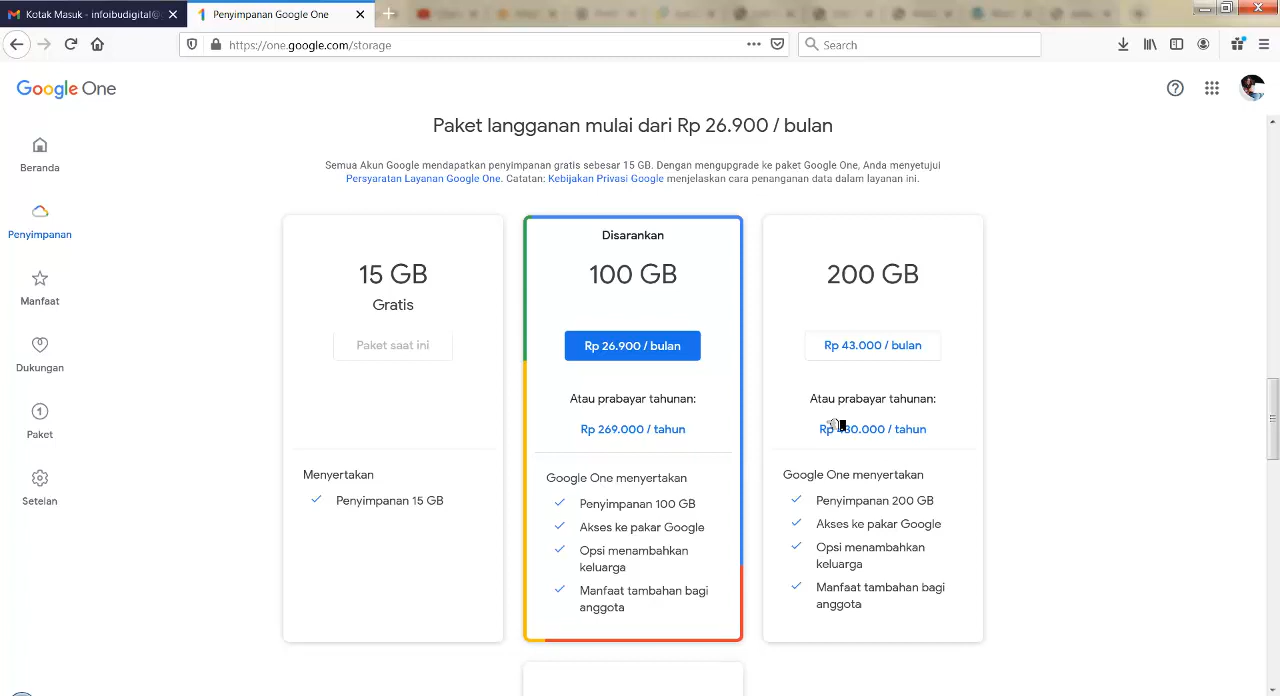 Kotak Masuk - infoibudigital@
Penyimpanan Google One
https://one.google.com/storage
Search
Google One
Beranda
Penyimpanan
Manfaat
Dukungan
Paket
Setelan
Paket langganan mulai dari Rp 26.900 / bulan
Semua Akun Google mendapatkan penyimpanan gratis sebesar 15 GB. Dengan mengupgrade ke paket Google One, Anda menyetujui
Persyaratan Layanan Google One. Catatan: Kebijakan Privasi Google menjelaskan cara penanganan data dalam layanan ini.
15 GB
Gratis
Paket saat ini
Menyertakan
Penyimpanan 15 GB
Disarankan
100 GB
Rp 26.900 / bulan
Atau prabayar tahunan:
Rp 269.000 / tahun
Google One menyertakan
Penyimpanan 100 GB
Akses ke pakar Google
Opsi menambahkan
keluarga
Manfaat tambahan bagi
anggota
200 GB
Rp 43.000 / bulan
Atau prabayar tahunan:
Rp 430.000 / tahun
Google One menyertakan
Penyimpanan 200 GB
Akses ke pakar Google
Opsi menambahkan
keluarga
Manfaat tambahan bagi
anggota